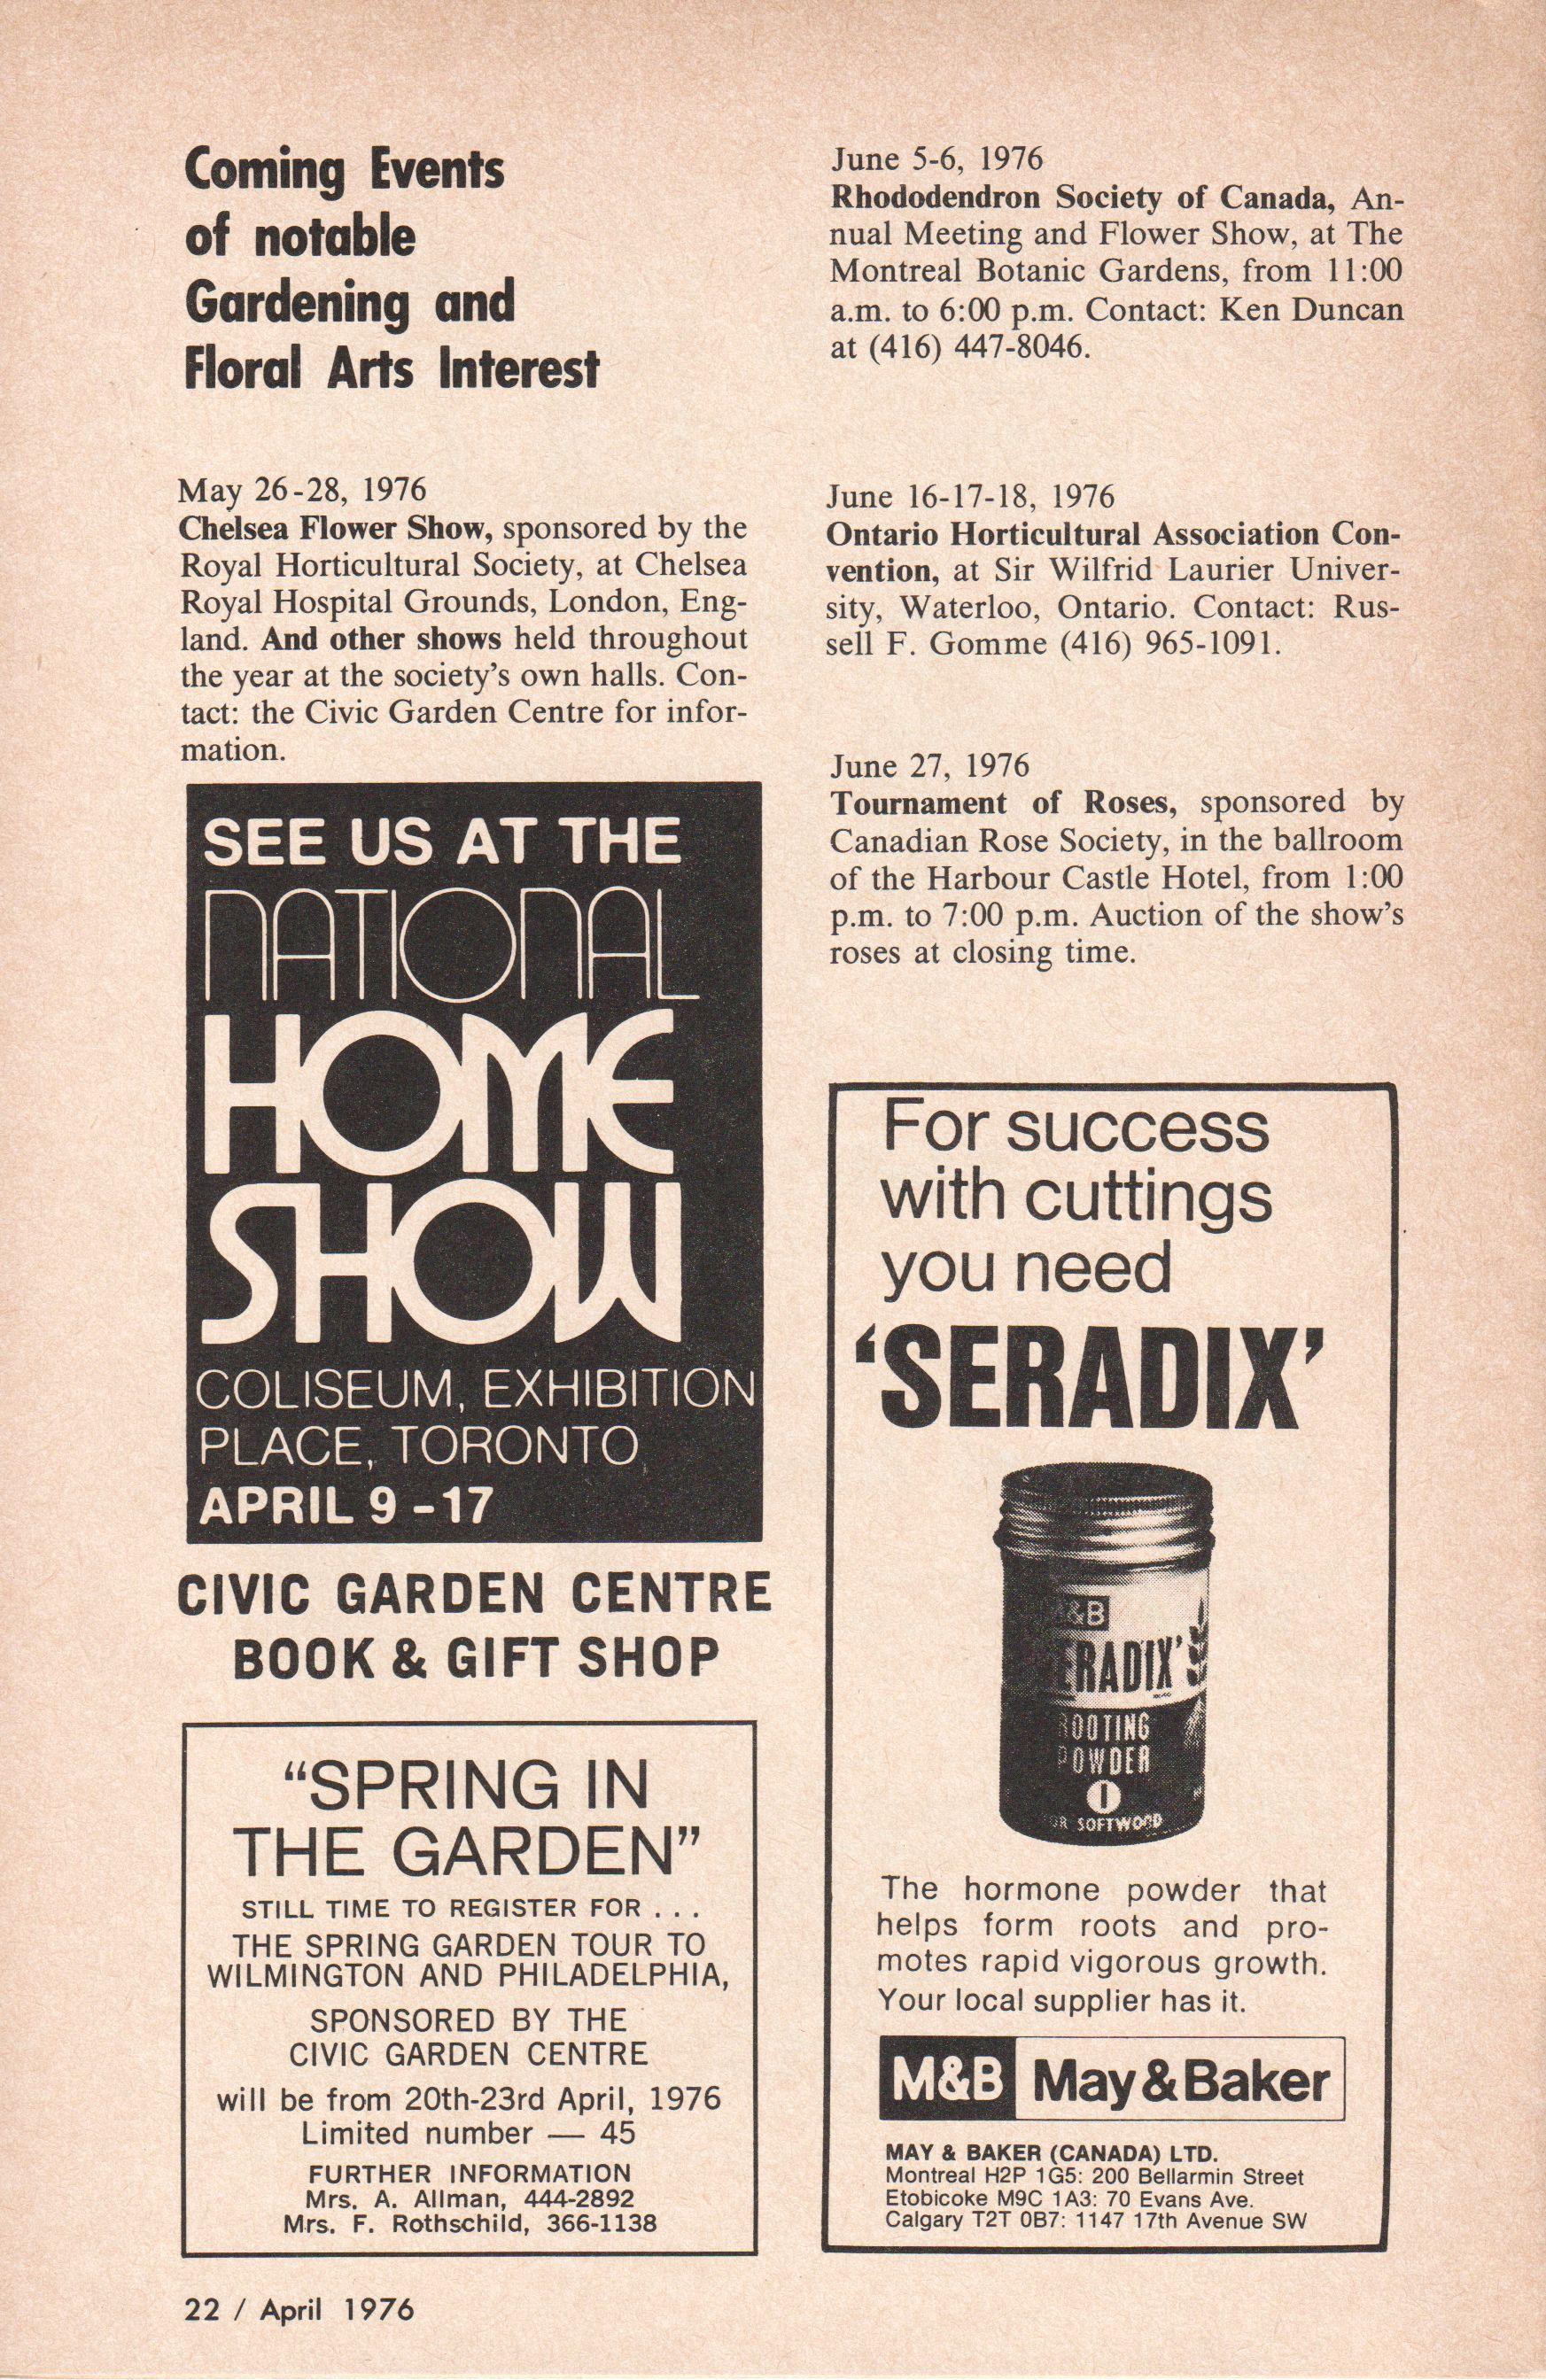 Coming Events
of notable
Gardening and
Floral Arts Interest
May 26-28, 1976
Chelsea Flower Show, sponsored by the
Royal Horticultural Society, at Chelsea
Royal Hospital Grounds, London, Eng-
land. And other shows held throughout
the year at the society's own halls. Con-
tact: the Civic Garden Centre for infor-
mation.
SEE US AT THE
NATIONAL
HOME
SHOW
COLISEUM, EXHIBITION
PLACE, TORONTO
APRIL 9 - 17
CIVIC GARDEN CENTRE
BOOK & GIFT SHOP
“SPRING IN
THE GARDEN”
STILL TIME TO REGISTER FOR . . .
THE SPRING GARDEN TOUR TO
WILMINGTON AND PHILADELPHIA,
SPONSORED BY THE
CIVIC GARDEN CENTRE
will be from 20th-23rd April, 1976
Limited number — 45
FURTHER INFORMATION
Mrs. A. Allman, 444-2892
Mrs. F. Rothschild, 366-1138
June 5-6, 1976
Rhododendron Society of Canada, An-
nual Meeting and Flower Show, at The
Montreal Botanic Gardens, from 11:00
a.m. to 6:00 p.m. Contact: Ken Duncan
at (416) 447-8046.
June 16-17-18, 1976
Ontario Horticultural Association Con-
vention, at Sir Wilfrid Laurier Univer-
sity, Waterloo, Ontario. Contact: Rus-
sell F. Gomme (416) 965-1091.
June 27, 1976
Tournament of Roses, sponsored by
Canadian Rose Society, in the ballroom
of the Harbour Castle Hotel, from 1:00
p.m. to 7:00 p.m. Auction of the show's
roses at closing time.
For success
with cuttings
you need
‘SERADIX’
&B
ERADIX’
ROOTING
POWDER
1
OR SOFTWOOD
The hormone powder that
helps form roots and pro-
motes rapid vigorous growth.
Your local supplier has it.
M&B May & Baker
MAY & BAKER (CANADA) LTD.
Montreal H2P 1G5: 200 Bellarmin Street
Etobicoke M9C 1A3: 70 Evans Ave.
Calgary T2T 0B7: 1147 17th Avenue SW
22 / April 1976